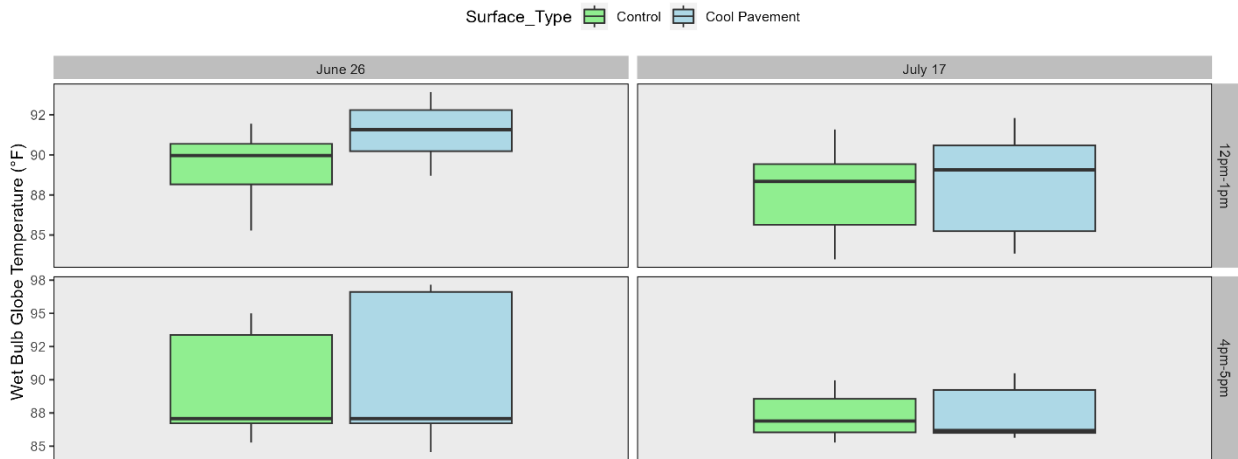 Surface_Type Control Cool Pavement
June 26 July 17
Wet Bulb Globe Temperature (°F)
92
90
88
85
12pm-1pm
98
95
92
90
88
85
4pm-5pm